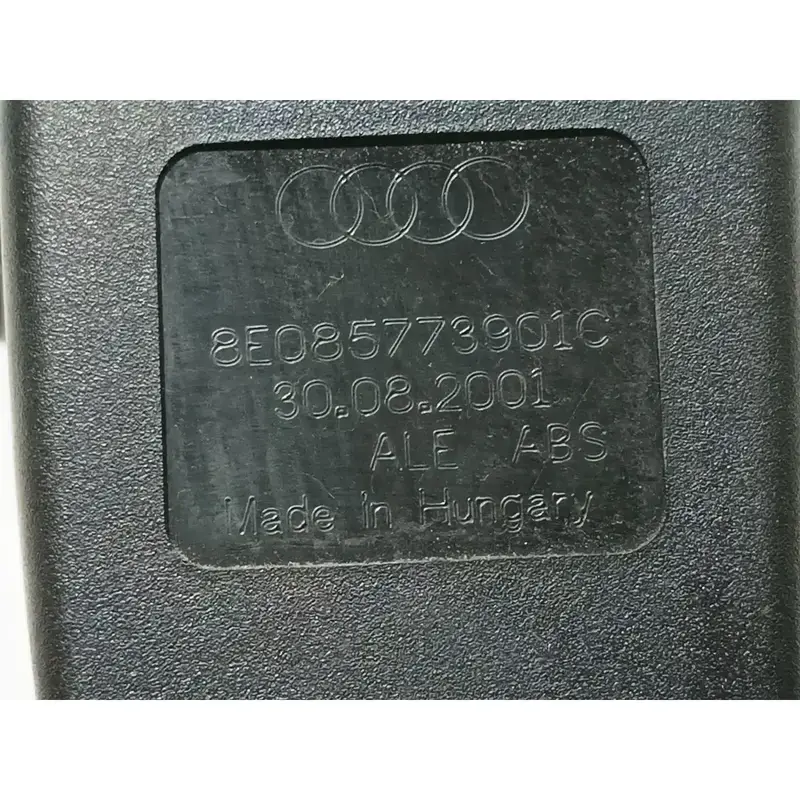 8E085773901C
30.08.2001
ALE ABS
Made in Hungary